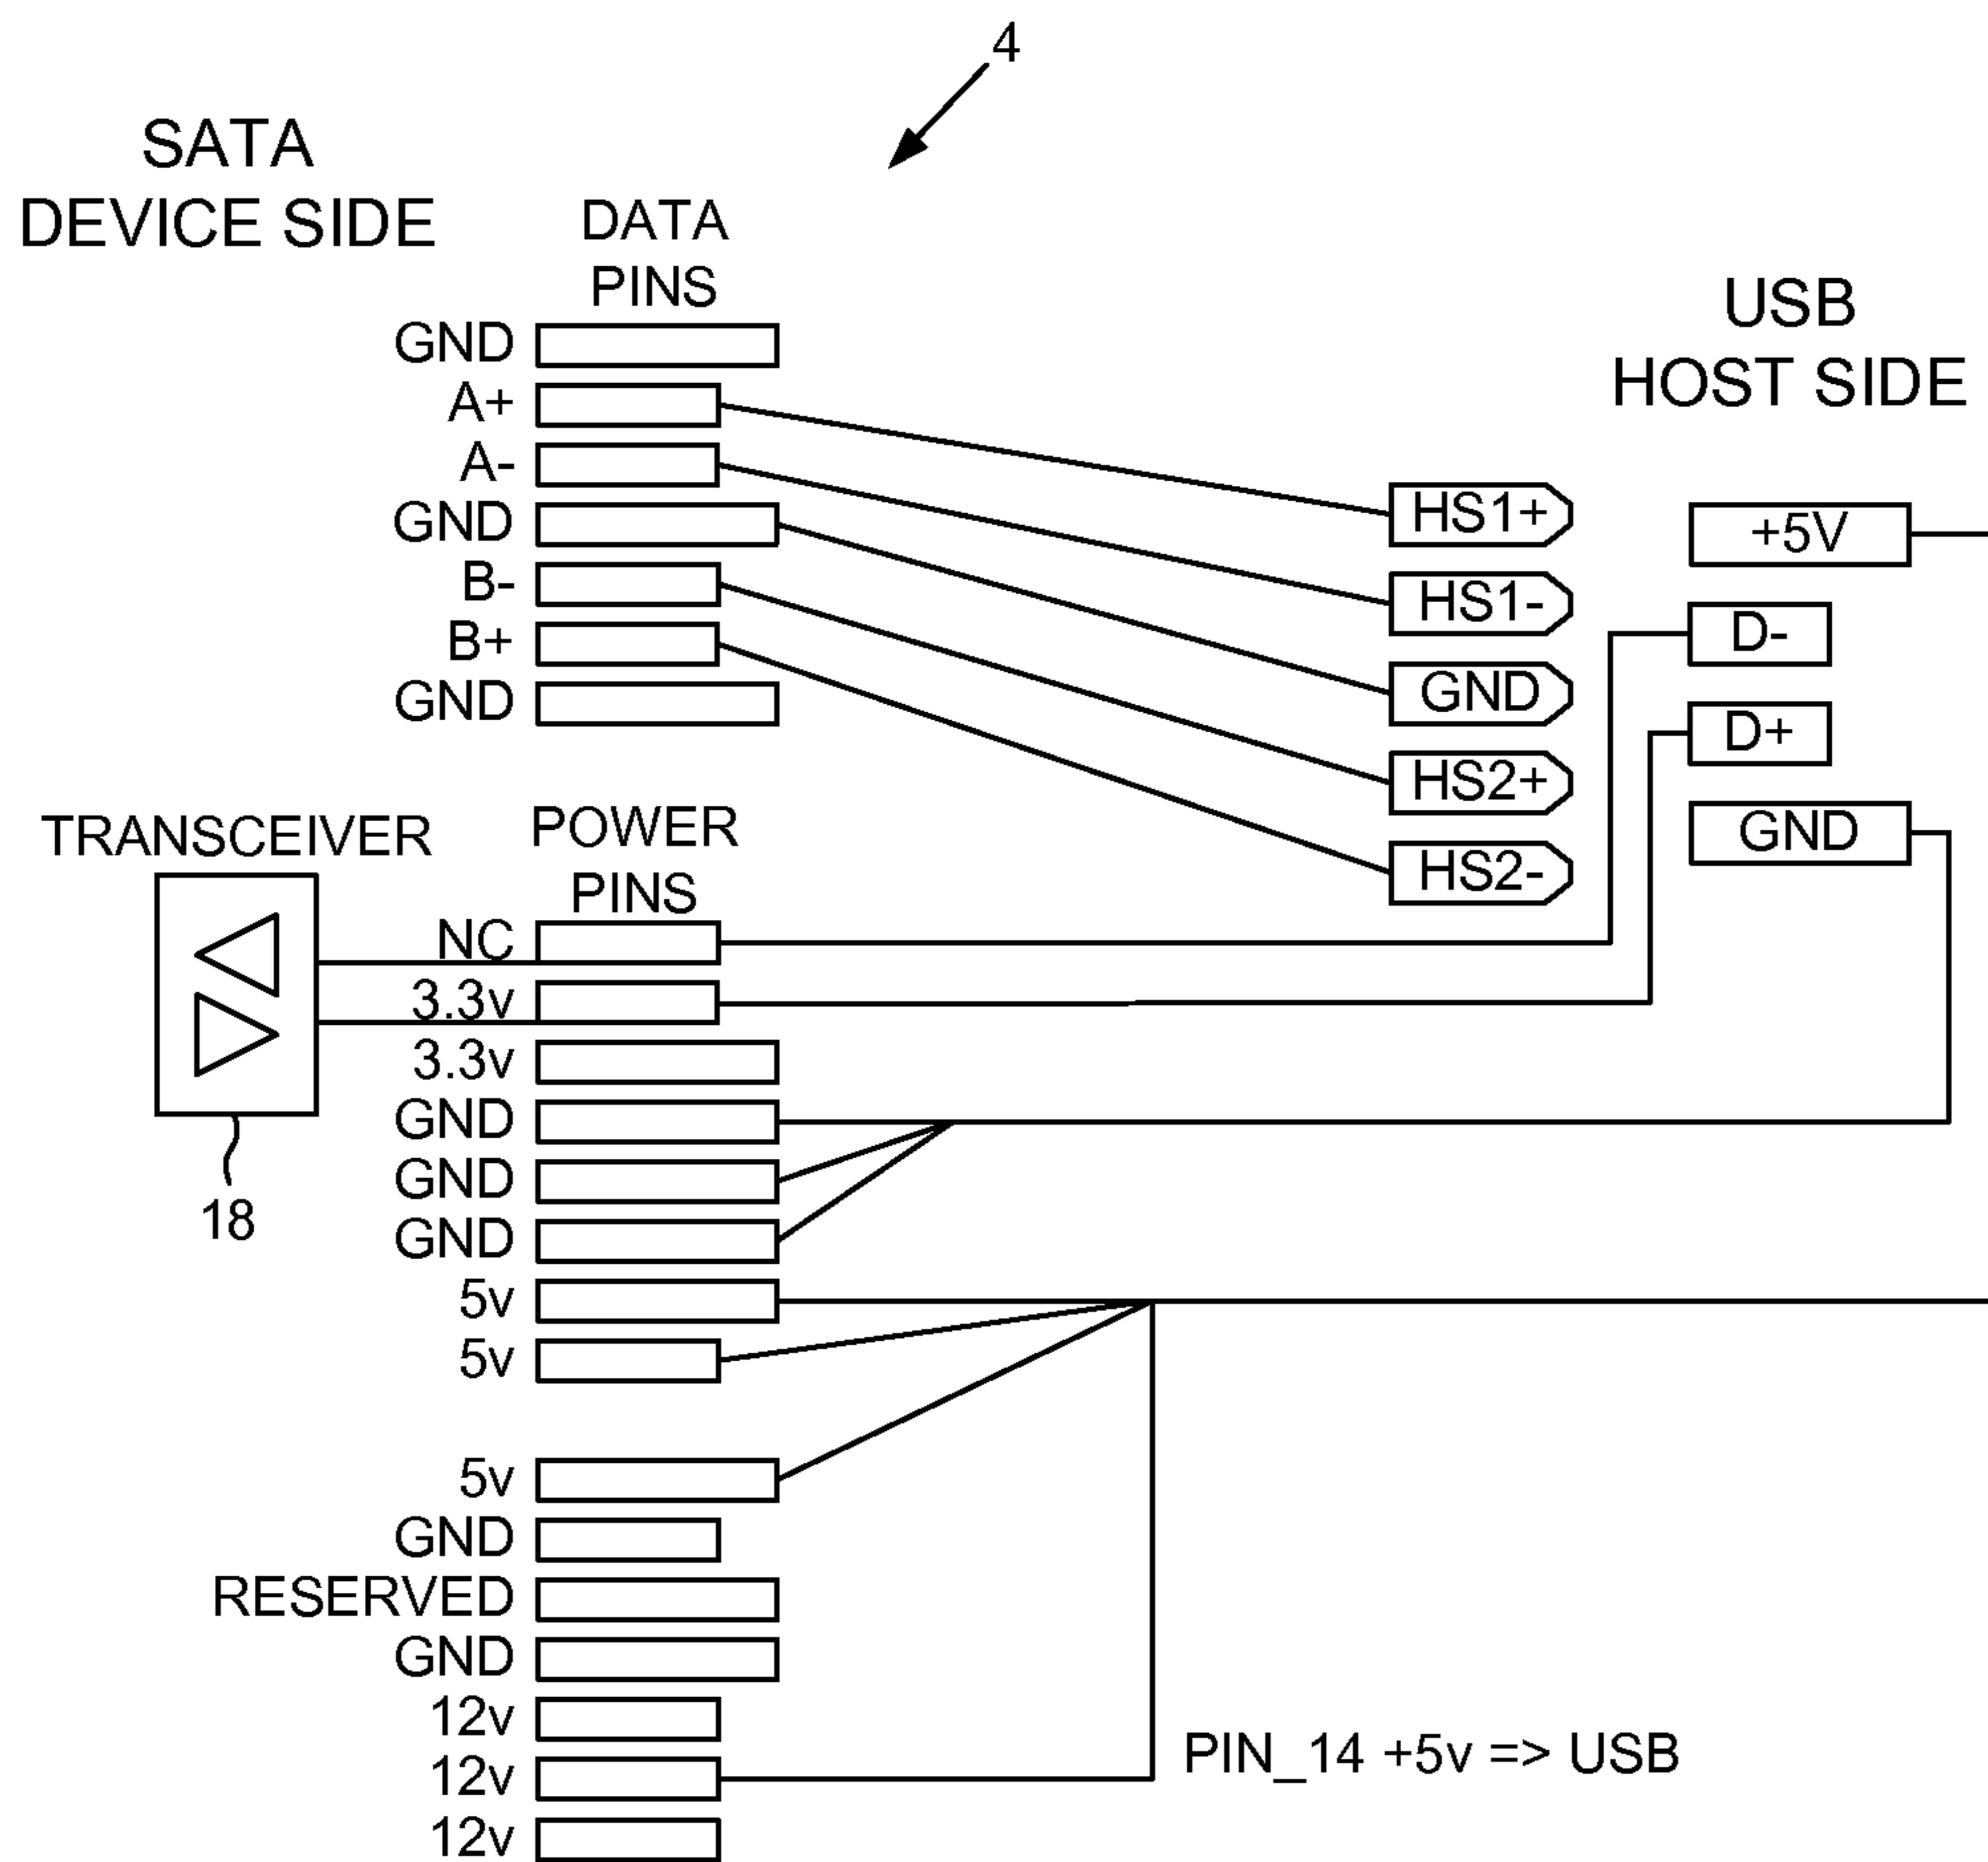 4
SATA
DEVICE SIDE
DATA
PINS
GND
A+
A-
GND
B-
B+
GND
USB
HOST SIDE
HS1+
HS1-
GND
HS2+
HS2-
+5V
D-
D+
GND
TRANSCEIVER
18
POWER
PINS
NC
3.3v
3.3v
GND
GND
GND
5v
5v
5v
GND
RESERVED
GND
12v
12v
12v
PIN_14 +5v => USB